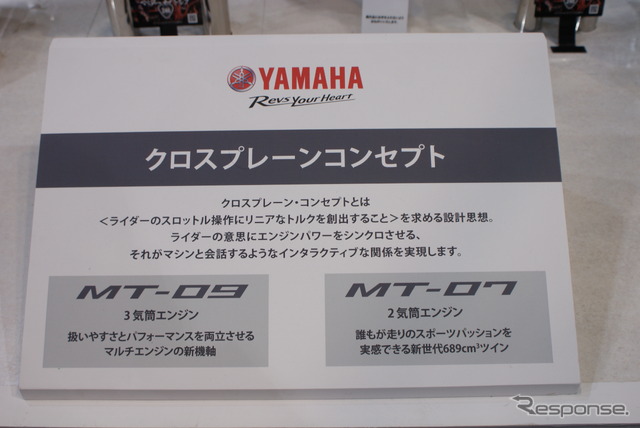 YAMAHA
Revs Your Heart
クロスプレーンコンセプト
クロスプレーン・コンセプトとは
<ライダーのスロットル操作にリニアなトルクを創出すること>を求める設計思想。
ライダーの意思にエンジンパワーをシンクロさせる、
それがマシンと会話するようなインタラクティブな関係を実現します。
MT-09
3気筒エンジン
扱いやすさとパフォーマンスを両立させる
マルチエンジンの新機軸
MT-07
2気筒エンジン
誰もが走りのスポーツパッションを
実感できる新世代689cm³ツイン
Response.